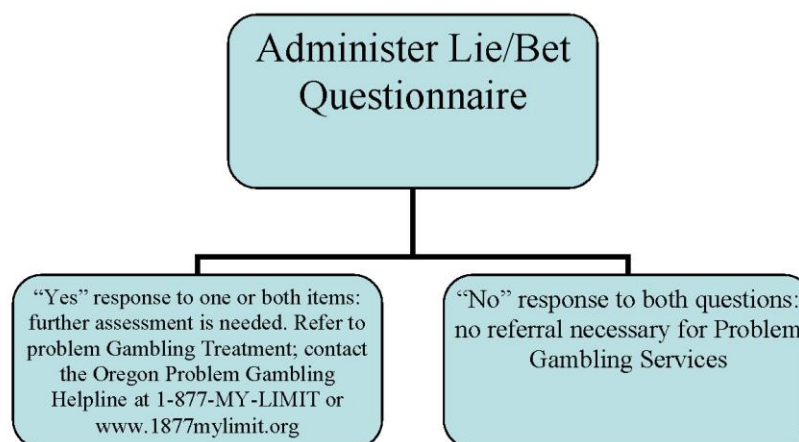 Administer Lie/Bet
Questionnaire
“Yes” response to one or both items:
further assessment is needed. Refer to
problem Gambling Treatment; contact
the Oregon Problem Gambling
Helpline at 1-877-MY-LIMIT or
www.1877mylimit.org
“No” response to both questions:
no referral necessary for Problem
Gambling Services